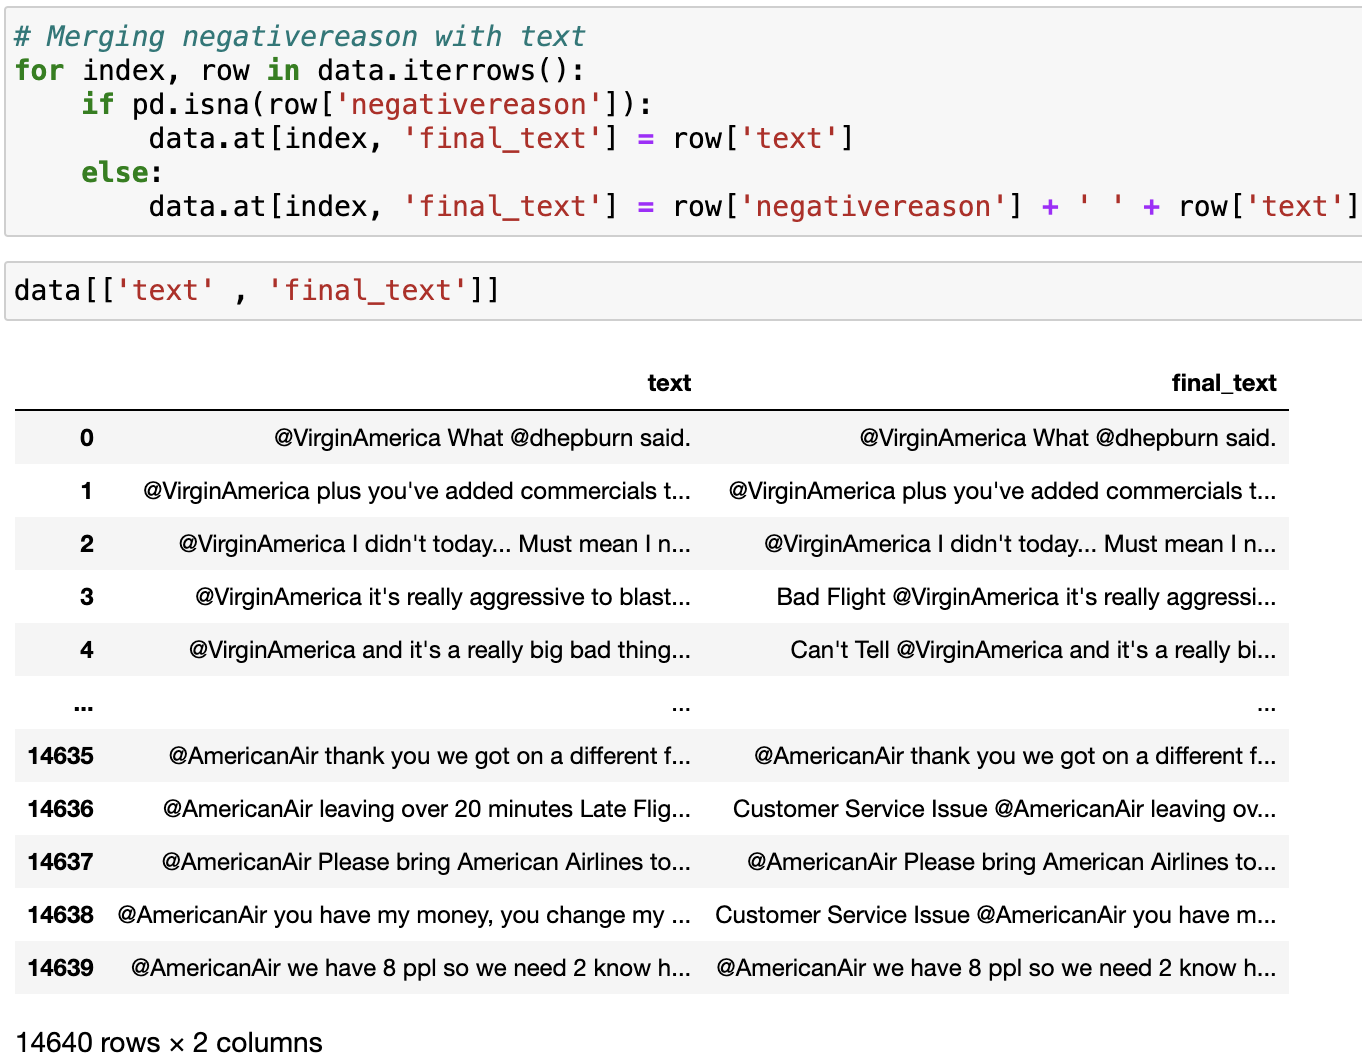 # Merging negativereason with text
for index, row in data.iterrows():
    if pd.isna(row['negativereason']):
        data.at[index, 'final_text'] = row['text']
    else:
        data.at[index, 'final_text'] = row['negativereason'] + ' ' + row['text']
data[['text' , 'final_text']]
text final_text
0 @VirginAmerica What @dhepburn said. @VirginAmerica What @dhepburn said.
1 @VirginAmerica plus you've added commercials t... @VirginAmerica plus you've added commercials t...
2 @VirginAmerica I didn't today... Must mean I n... @VirginAmerica I didn't today... Must mean I n...
3 @VirginAmerica it's really aggressive to blast... Bad Flight @VirginAmerica it's really aggressi...
4 @VirginAmerica and it's a really big bad thing... Can't Tell @VirginAmerica and it's a really bi...
... ... ...
14635 @AmericanAir thank you we got on a different f... @AmericanAir thank you we got on a different f...
14636 @AmericanAir leaving over 20 minutes Late Flig... Customer Service Issue @AmericanAir leaving ov...
14637 @AmericanAir Please bring American Airlines to... @AmericanAir Please bring American Airlines to...
14638 @AmericanAir you have my money, you change my ... Customer Service Issue @AmericanAir you have m...
14639 @AmericanAir we have 8 ppl so we need 2 know h... @AmericanAir we have 8 ppl so we need 2 know h...
14640 rows × 2 columns